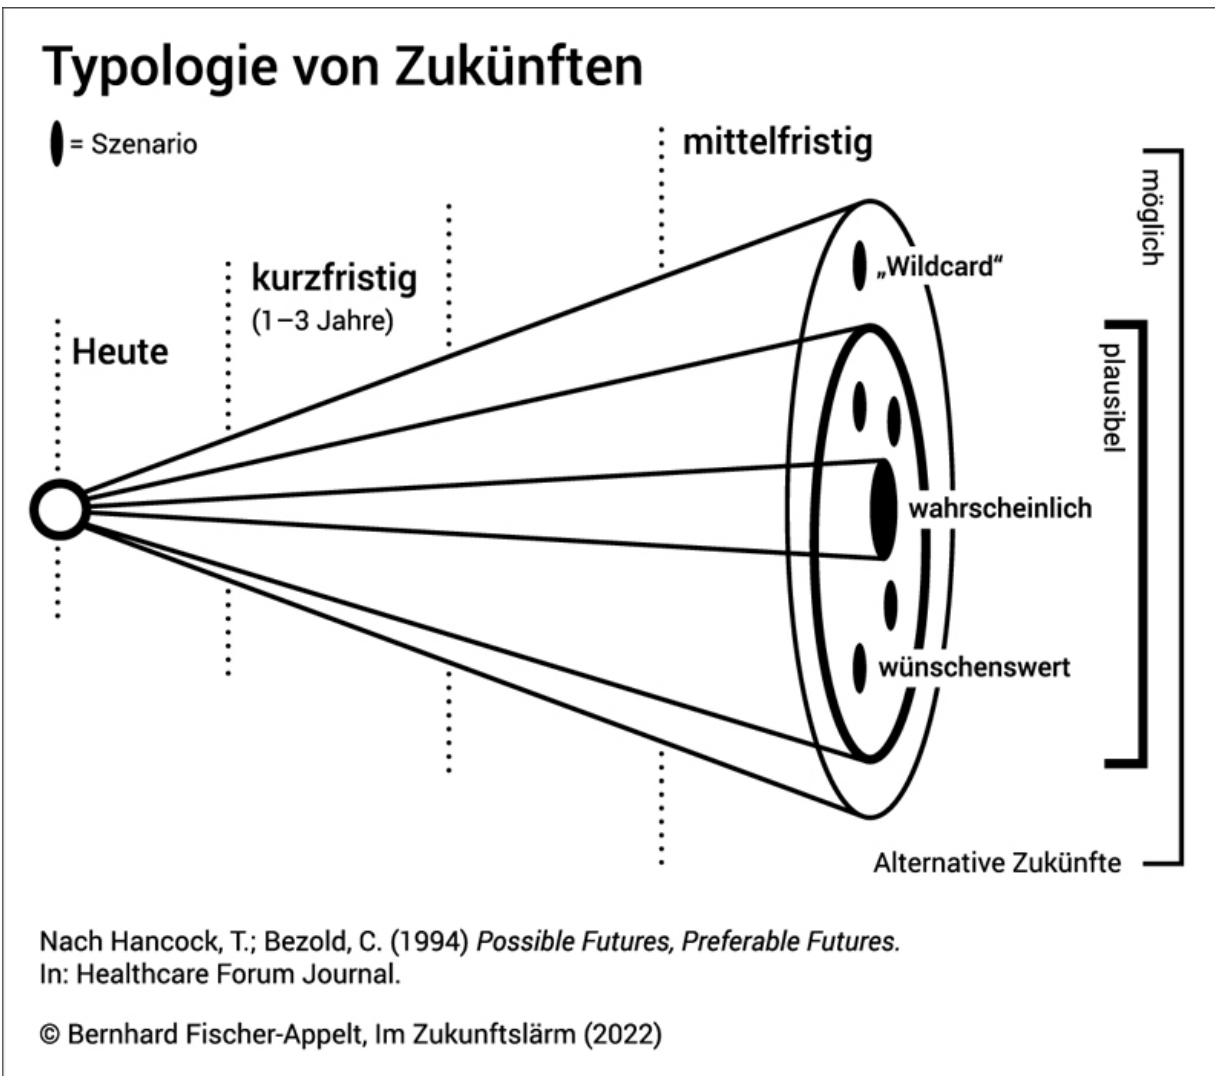 Typologie von Zukünften
= Szenario
mittelfristig
möglich
„Wildcard“
kurzfristig
(1–3 Jahre)
Heute
plausibel
wahrscheinlich
wünschenswert
Alternative Zukünfte
Nach Hancock, T.; Bezold, C. (1994) Possible Futures, Preferable Futures.
In: Healthcare Forum Journal.
© Bernhard Fischer-Appelt, Im Zukunftslärm (2022)